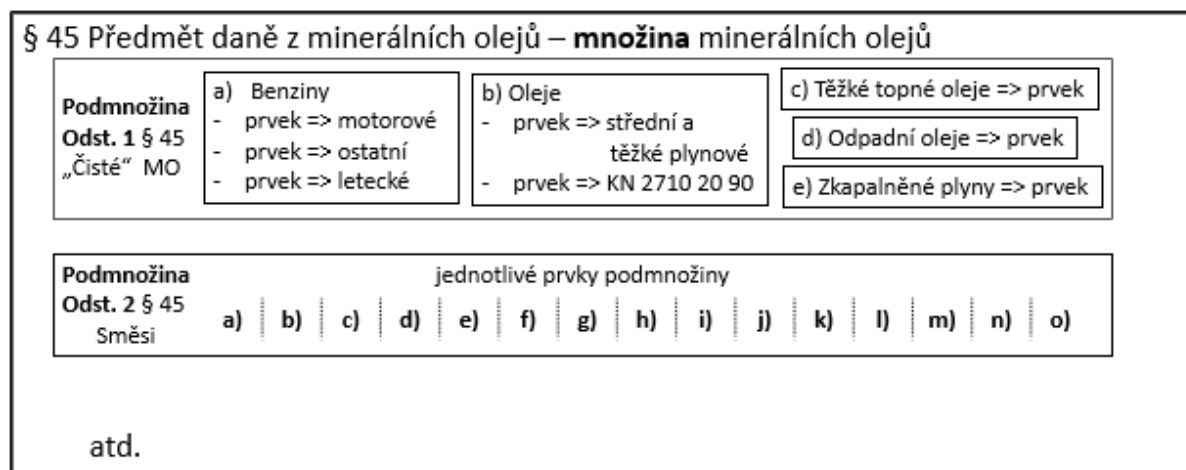 § 45 Předmět daně z minerálních olejů – množina minerálních olejů
Podmnožina
Odst. 1 § 45
„Čisté“ MO
a) Benziny
- prvek => motorové
- prvek => ostatní
- prvek => letecké
b) Oleje
- prvek => střední a
těžké plynové
- prvek => KN 2710 20 90
c) Těžké topné oleje => prvek
d) Odpadní oleje => prvek
e) Zkapalněné plyny => prvek
Podmnožina
Odst. 2 § 45
Směsi
jednotlivé prvky podmnožiny
a) b) c) d) e) f) g) h) i) j) k) l) m) n) o)
atd.